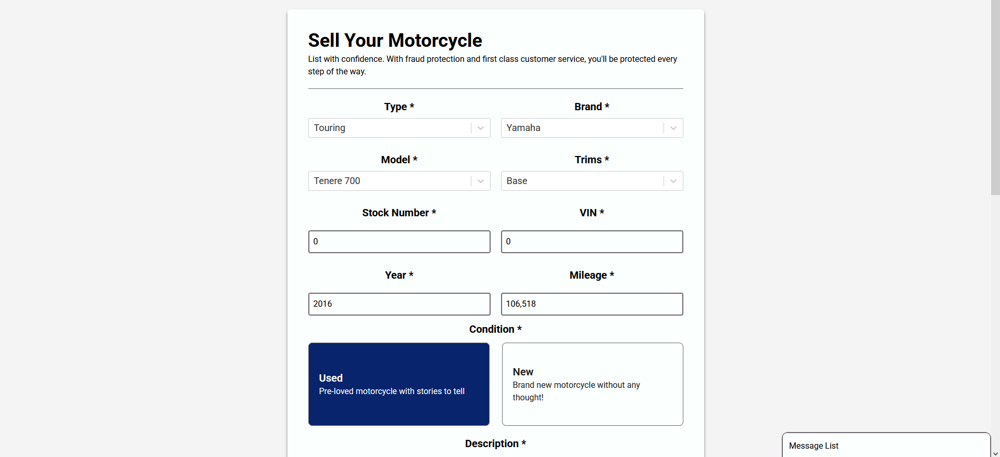 Sell Your Motorcycle
List with confidence. With fraud protection and first class customer service, you'll be protected every
step of the way.
Type *
Brand *
Touring
Yamaha
Model *
Trims *
Tenere 700
Base
Stock Number *
VIN *
0
0
Year *
Mileage *
2016
106,518
Condition *
Used
Pre-loved motorcycle with stories to tell
New
Brand new motorcycle without any
thought!
Description *
Message List